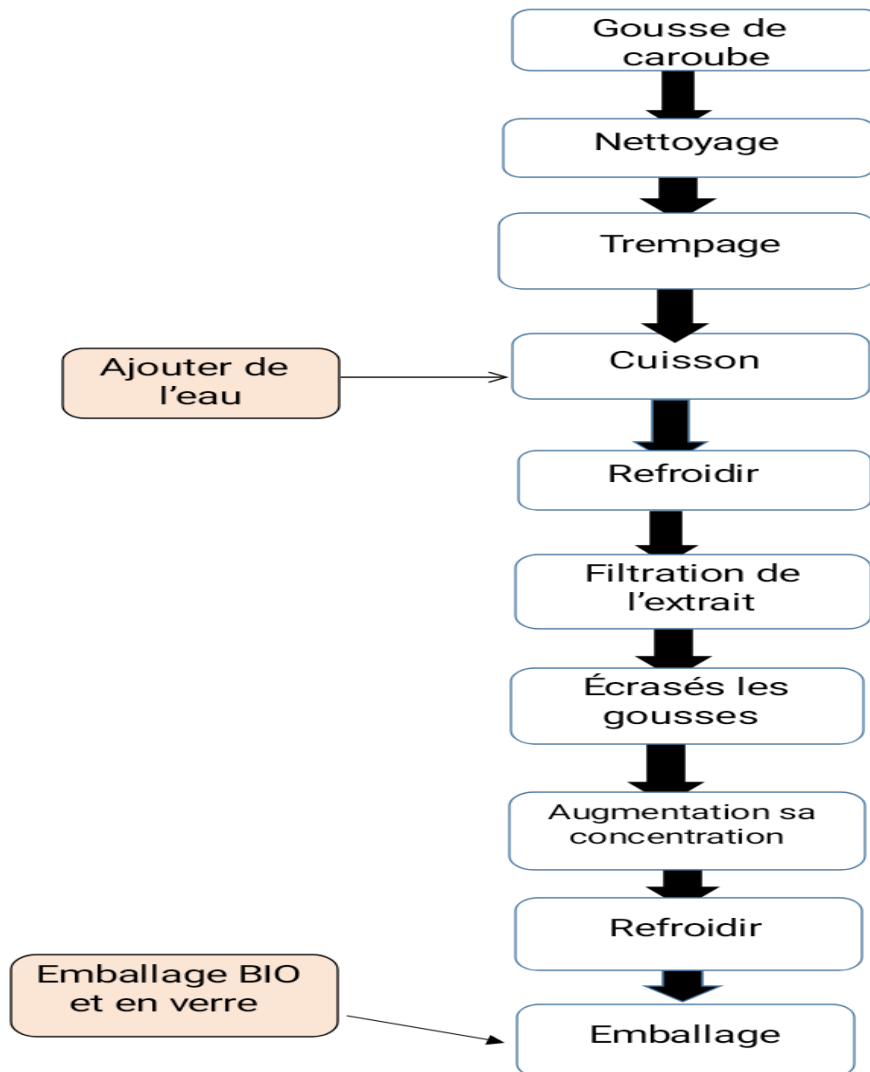 Gousse de
caroube
Nettoyage
Trempage
Ajouter de
l’eau
Cuisson
Refroidir
Filtration de
l’extrait
Écrasés les
gousses
Augmentation sa
concentration
Refroidir
Emballage BIO
et en verre
Emballage